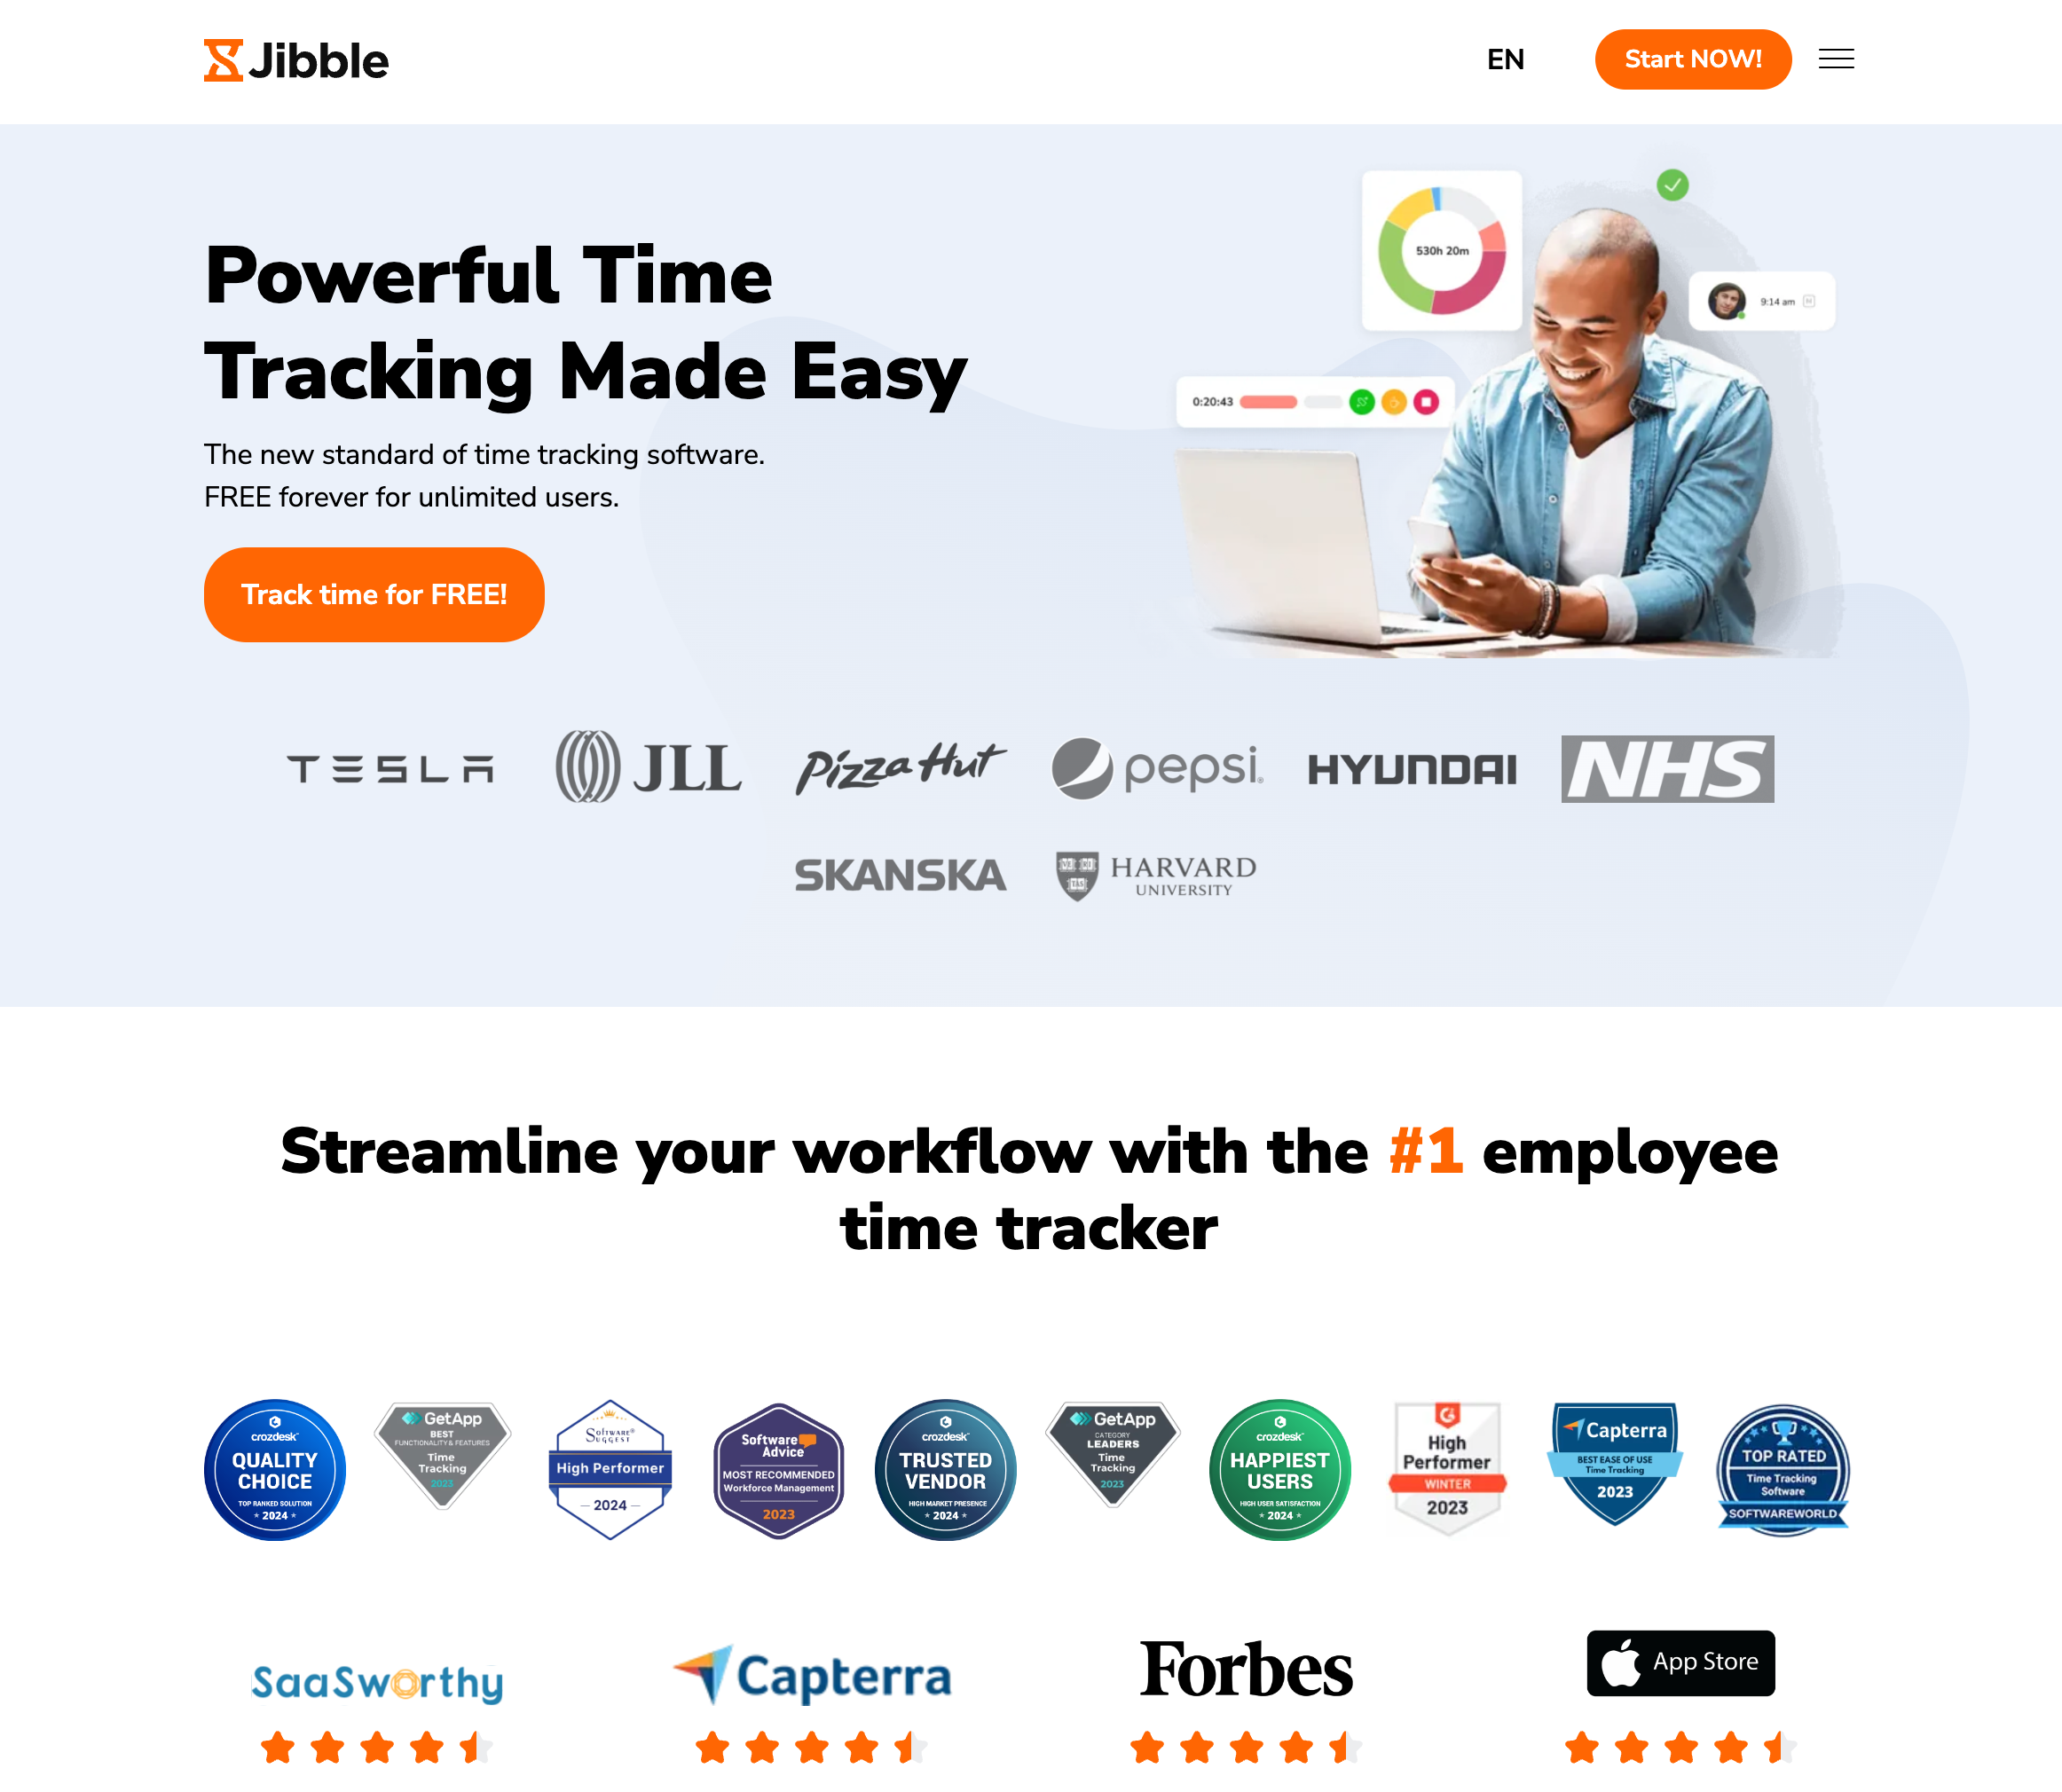 Jibble
EN
Start NOW!
Powerful Time
Tracking Made Easy
The new standard of time tracking software.
FREE forever for unlimited users.
Track time for FREE!
530h 20m
9:14 am
0:20:43
TESLA
JLL
Pizza Hut
pepsi
HYUNDAI
NHS
SKANSKA
HARVARD
UNIVERSITY
Streamline your workflow with the #1 employee
time tracker
crozdesk
QUALITY
CHOICE
TOP RANKED SOLUTION
2024
GetApp
BEST
FUNCTIONALITY & FEATURES
Time
Tracking
2023
Software®
Suggest
High Performer
2024
Software
Advice
MOST RECOMMENDED
Workforce Management
2023
crozdesk
TRUSTED
VENDOR
HIGH MARKET PRESENCE
2024
GetApp
CATEGORY
LEADERS
Time
Tracking
2023
crozdesk
HAPPIEST
USERS
HIGH USER SATISFACTION
2024
High
Performer
WINTER
2023
Capterra
BEST EASE OF USE
Time Tracking
2023
TOP RATED
Time Tracking
Software
SOFTWAREWORLD
SaaSworthy
Capterra
Forbes
App Store